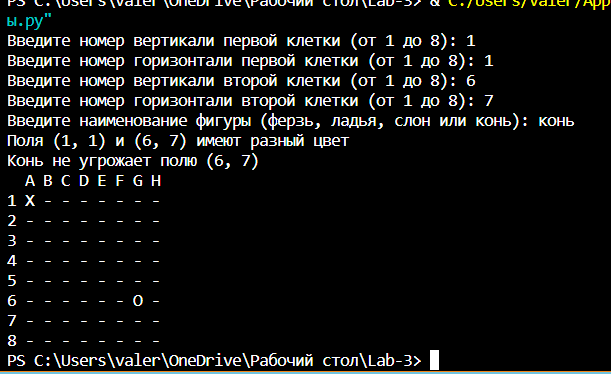 PS C:\Users\valer\OneDrive\Рабочий стол\Lab-3> & C:/Users/valer/App
ы.py"
Введите номер вертикали первой клетки (от 1 до 8): 1
Введите номер горизонтали первой клетки (от 1 до 8): 1
Введите номер вертикали второй клетки (от 1 до 8): 6
Введите номер горизонтали второй клетки (от 1 до 8): 7
Введите наименование фигуры (ферзь, ладья, слон или конь): конь
Поля (1, 1) и (6, 7) имеют разный цвет
Конь не угрожает полю (6, 7)
A B C D E F G H
1 X - - - - - - -
2 - - - - - - - -
3 - - - - - - - -
4 - - - - - - - -
5 - - - - - - - -
6 - - - - - - O -
7 - - - - - - - -
8 - - - - - - - -
PS C:\Users\valer\OneDrive\Рабочий стол\Lab-3>